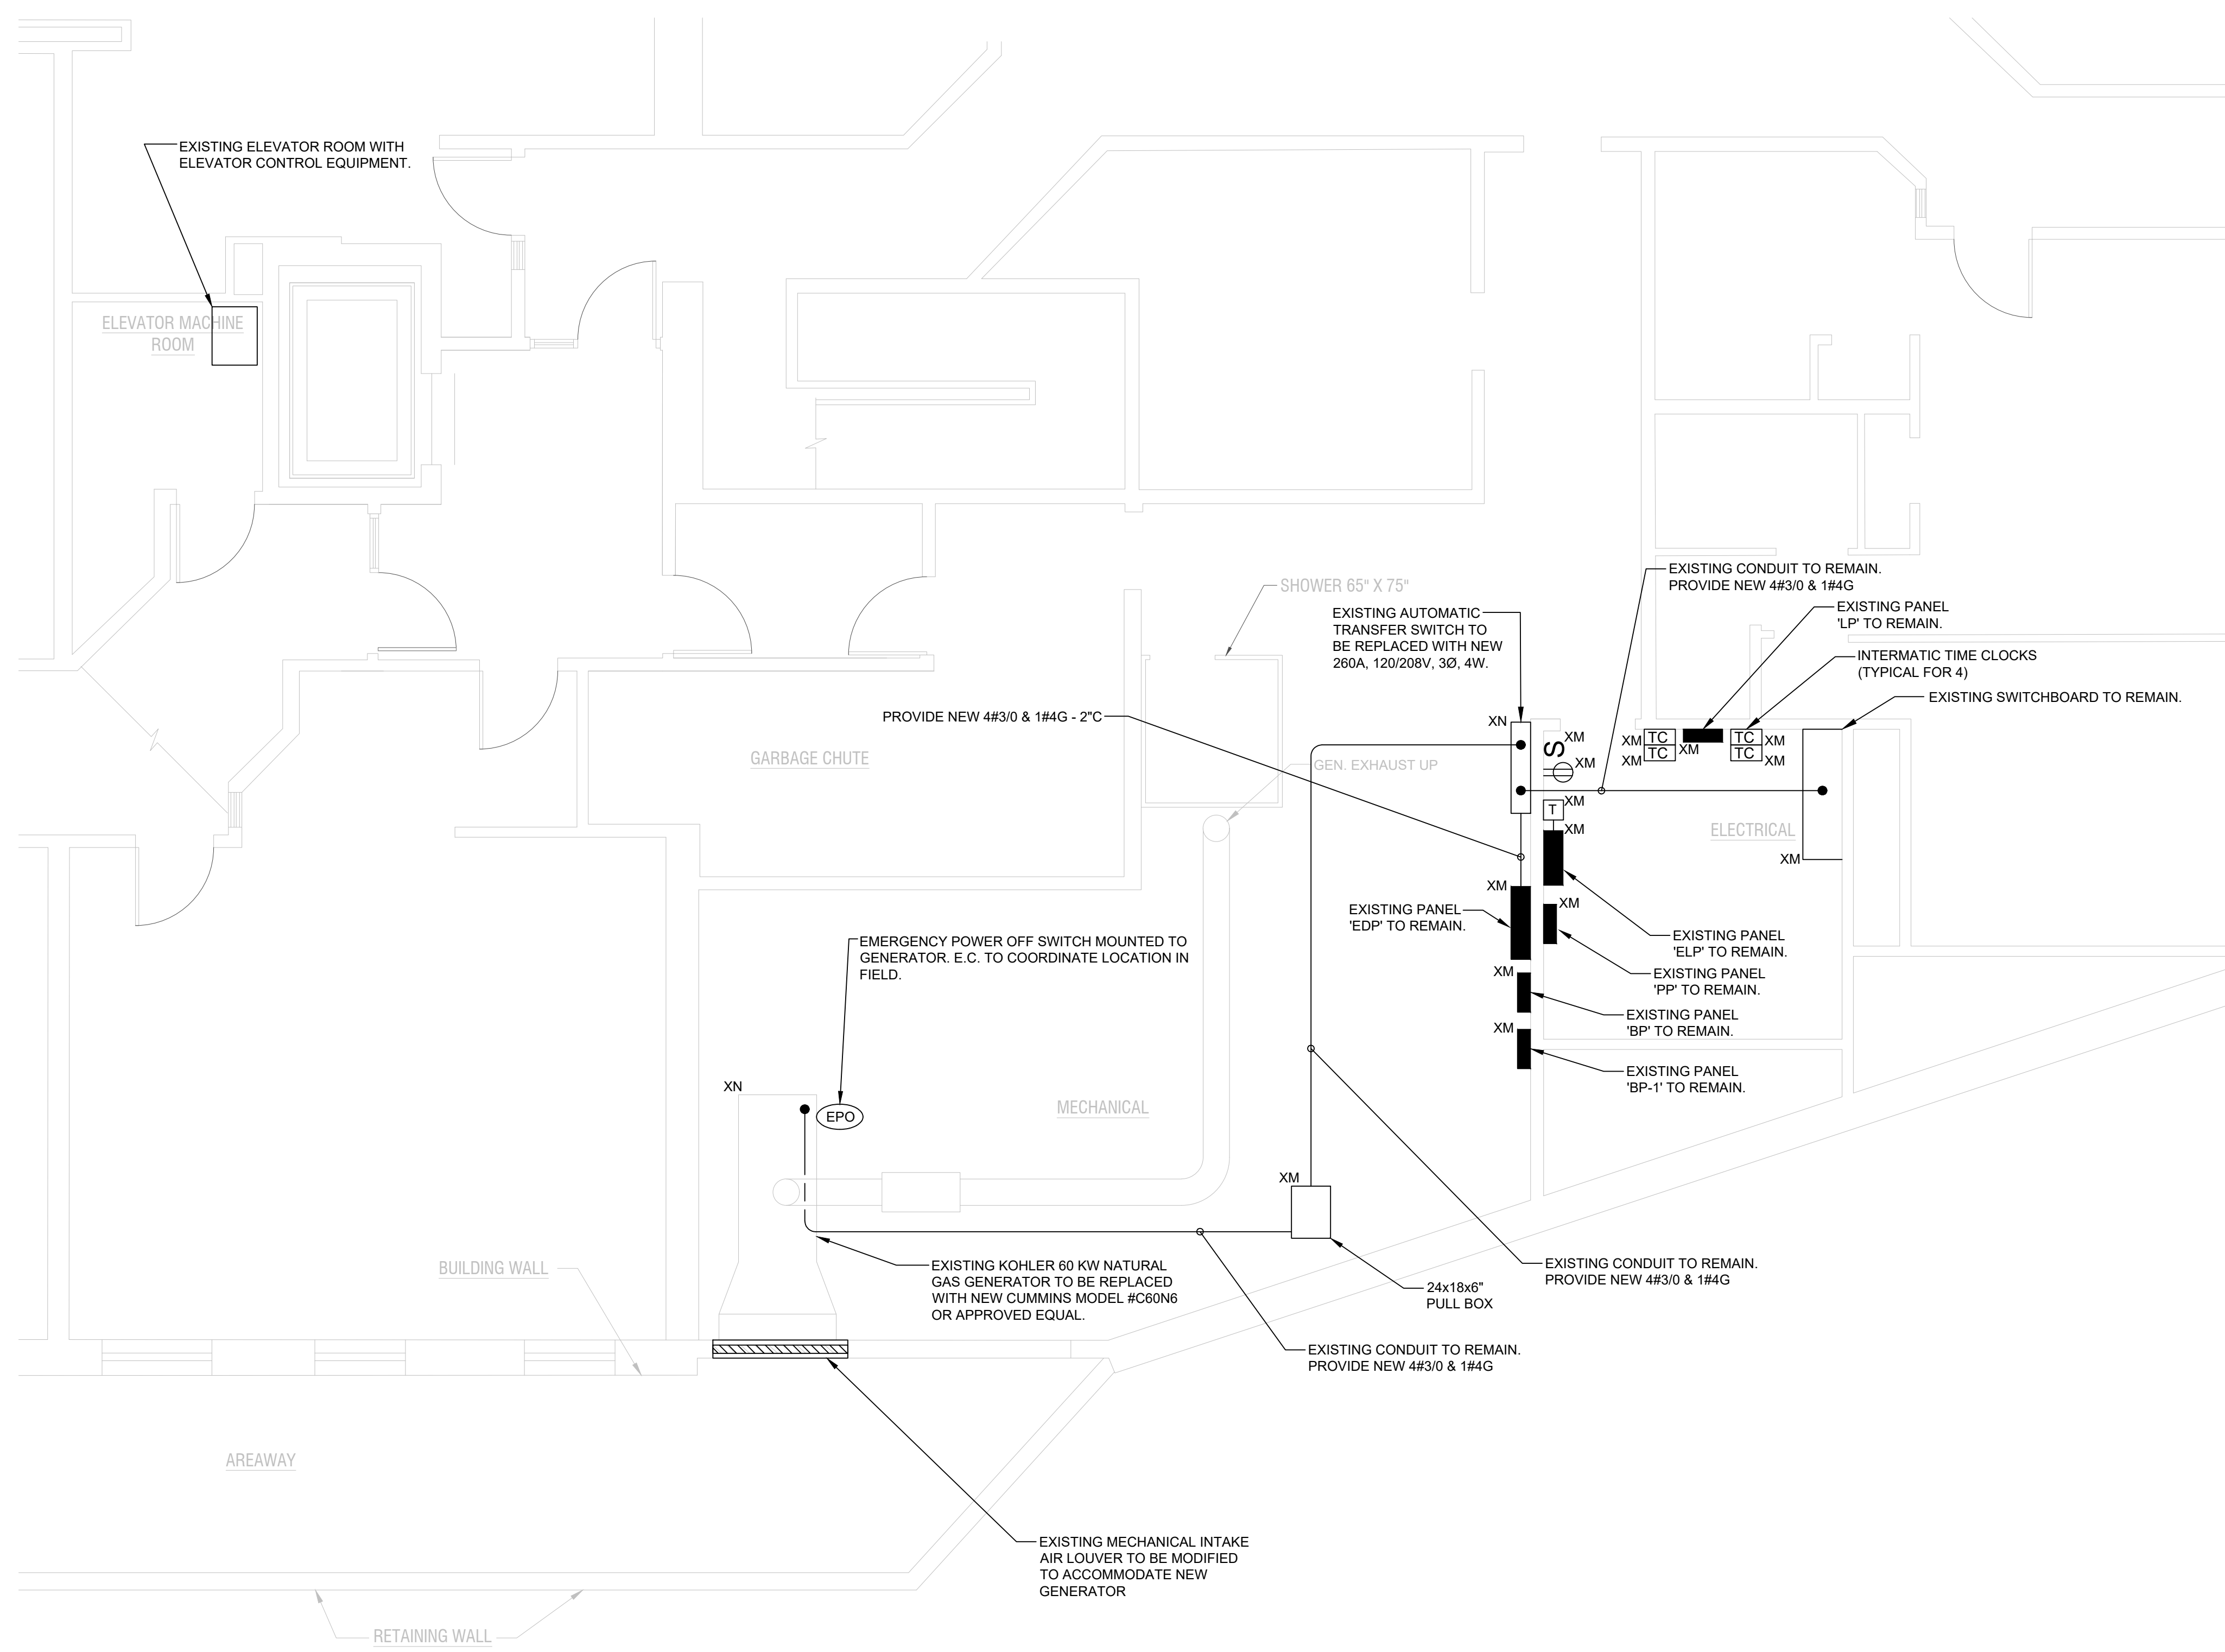 EXISTING ELEVATOR ROOM WITH
ELEVATOR CONTROL EQUIPMENT.
ELEVATOR MACHINE
ROOM
SHOWER 65" X 75"
EXISTING CONDUIT TO REMAIN.
PROVIDE NEW 4#3/0 & 1#4G
EXISTING AUTOMATIC
TRANSFER SWITCH TO
BE REPLACED WITH NEW
260A, 120/208V, 3Ø, 4W.
EXISTING PANEL
'LP' TO REMAIN.
INTERMATIC TIME CLOCKS
(TYPICAL FOR 4)
EXISTING SWITCHBOARD TO REMAIN.
PROVIDE NEW 4#3/0 & 1#4G - 2"C
XN
S
XM
XM
XM
TC
XM
TC
XM
TC
XM
TC
XM
GARBAGE CHUTE
GEN. EXHAUST UP
T
XM
XM
ELECTRICAL
XM
XM
XM
EXISTING PANEL
'EDP' TO REMAIN.
EXISTING PANEL
'ELP' TO REMAIN.
EMERGENCY POWER OFF SWITCH MOUNTED TO
GENERATOR. E.C. TO COORDINATE LOCATION IN
FIELD.
XM
EXISTING PANEL
'PP' TO REMAIN.
EXISTING PANEL
'BP' TO REMAIN.
XM
EXISTING PANEL
'BP-1' TO REMAIN.
XN
EPO
MECHANICAL
XM
BUILDING WALL
EXISTING KOHLER 60 KW NATURAL
GAS GENERATOR TO BE REPLACED
WITH NEW CUMMINS MODEL #C60N6
OR APPROVED EQUAL.
EXISTING CONDUIT TO REMAIN.
PROVIDE NEW 4#3/0 & 1#4G
24x18x6"
PULL BOX
EXISTING CONDUIT TO REMAIN.
PROVIDE NEW 4#3/0 & 1#4G
AREAWAY
EXISTING MECHANICAL INTAKE
AIR LOUVER TO BE MODIFIED
TO ACCOMMODATE NEW
GENERATOR
RETAINING WALL